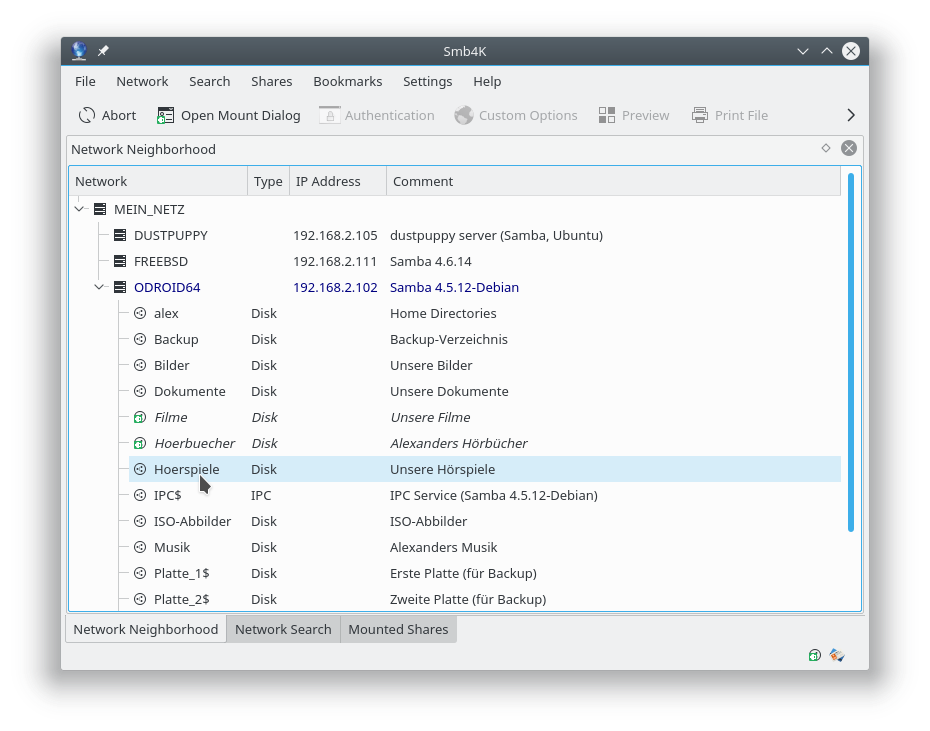 Smb4K
File Network Search Shares Bookmarks Settings Help
Abort Open Mount Dialog Authentication Custom Options Preview Print File
Network Neighborhood
Network Type IP Address Comment
MEIN_NETZ
DUSTPUPPY 192.168.2.105 dustpuppy server (Samba, Ubuntu)
FREEBSD 192.168.2.111 Samba 4.6.14
ODROID64 192.168.2.102 Samba 4.5.12-Debian
alex Disk Home Directories
Backup Disk Backup-Verzeichnis
Bilder Disk Unsere Bilder
Dokumente Disk Unsere Dokumente
Filme Disk Unsere Filme
Hoerbuecher Disk Alexanders Hörbücher
Hoerspiele Disk Unsere Hörspiele
IPC$ IPC IPC Service (Samba 4.5.12-Debian)
ISO-Abbilder Disk ISO-Abbilder
Musik Disk Alexanders Musik
Platte_1$ Disk Erste Platte (für Backup)
Platte_2$ Disk Zweite Platte (für Backup)
Network Neighborhood Network Search Mounted Shares